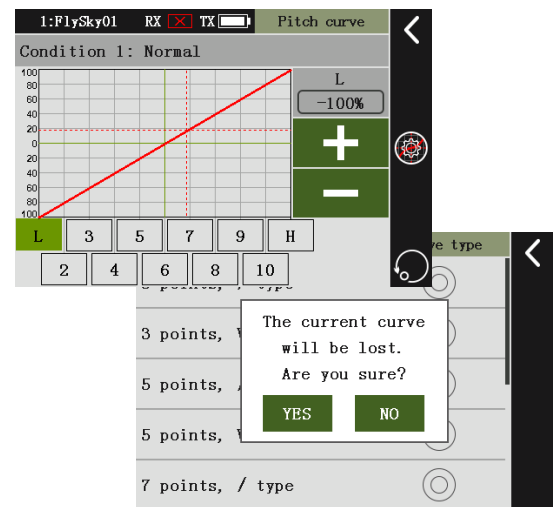 1:FlySky01 RX TX Pitch curve
Condition 1: Normal
100
80
60
40
20
0
20
40
60
80
100
L
-100%
L 3 5 7 9 H
2 4 6 8 10
type
3 points,
5 points,
5 points,
7 points, / type
The current curve
will be lost.
Are you sure?
YES NO